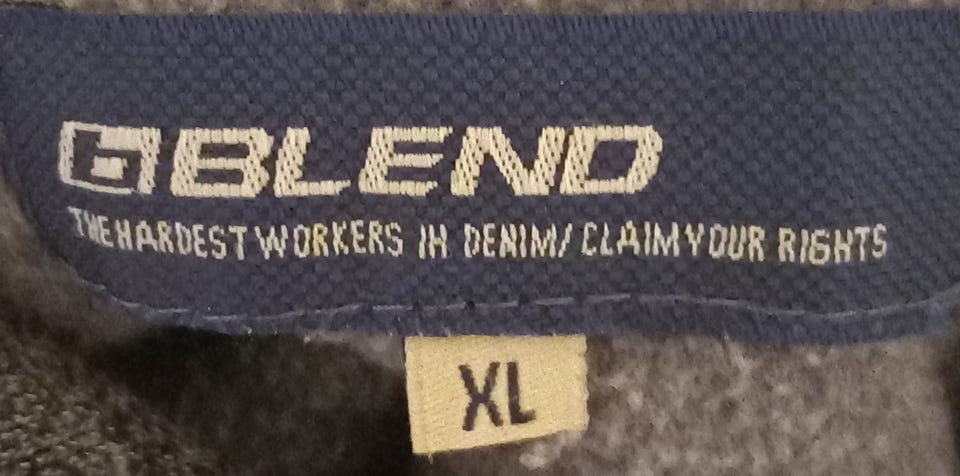 BLEND
THE HARDEST WORKERS IN DENIM/ CLAIM YOUR RIGHTS
XL